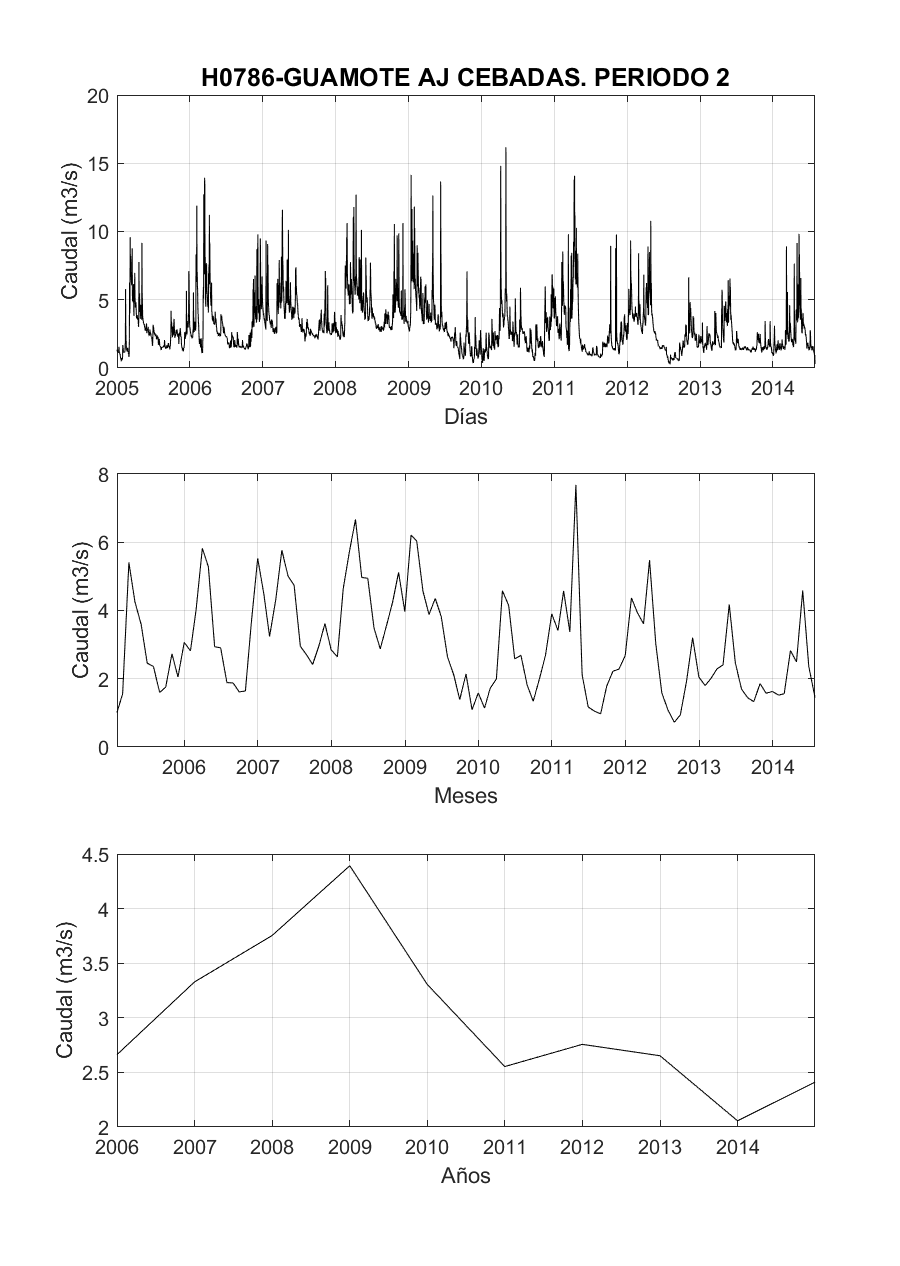 H0786-GUAMOTE AJ CEBADAS. PERIODO 2
20
15
10
5
0
Caudal (m3/s)
2005 2006 2007 2008 2009 2010 2011 2012 2013 2014
Días
8
6
4
2
0
Caudal (m3/s)
2006 2007 2008 2009 2010 2011 2012 2013 2014
Meses
4.5
4
3.5
3
2.5
2
Caudal (m3/s)
2006 2007 2008 2009 2010 2011 2012 2013 2014
Años